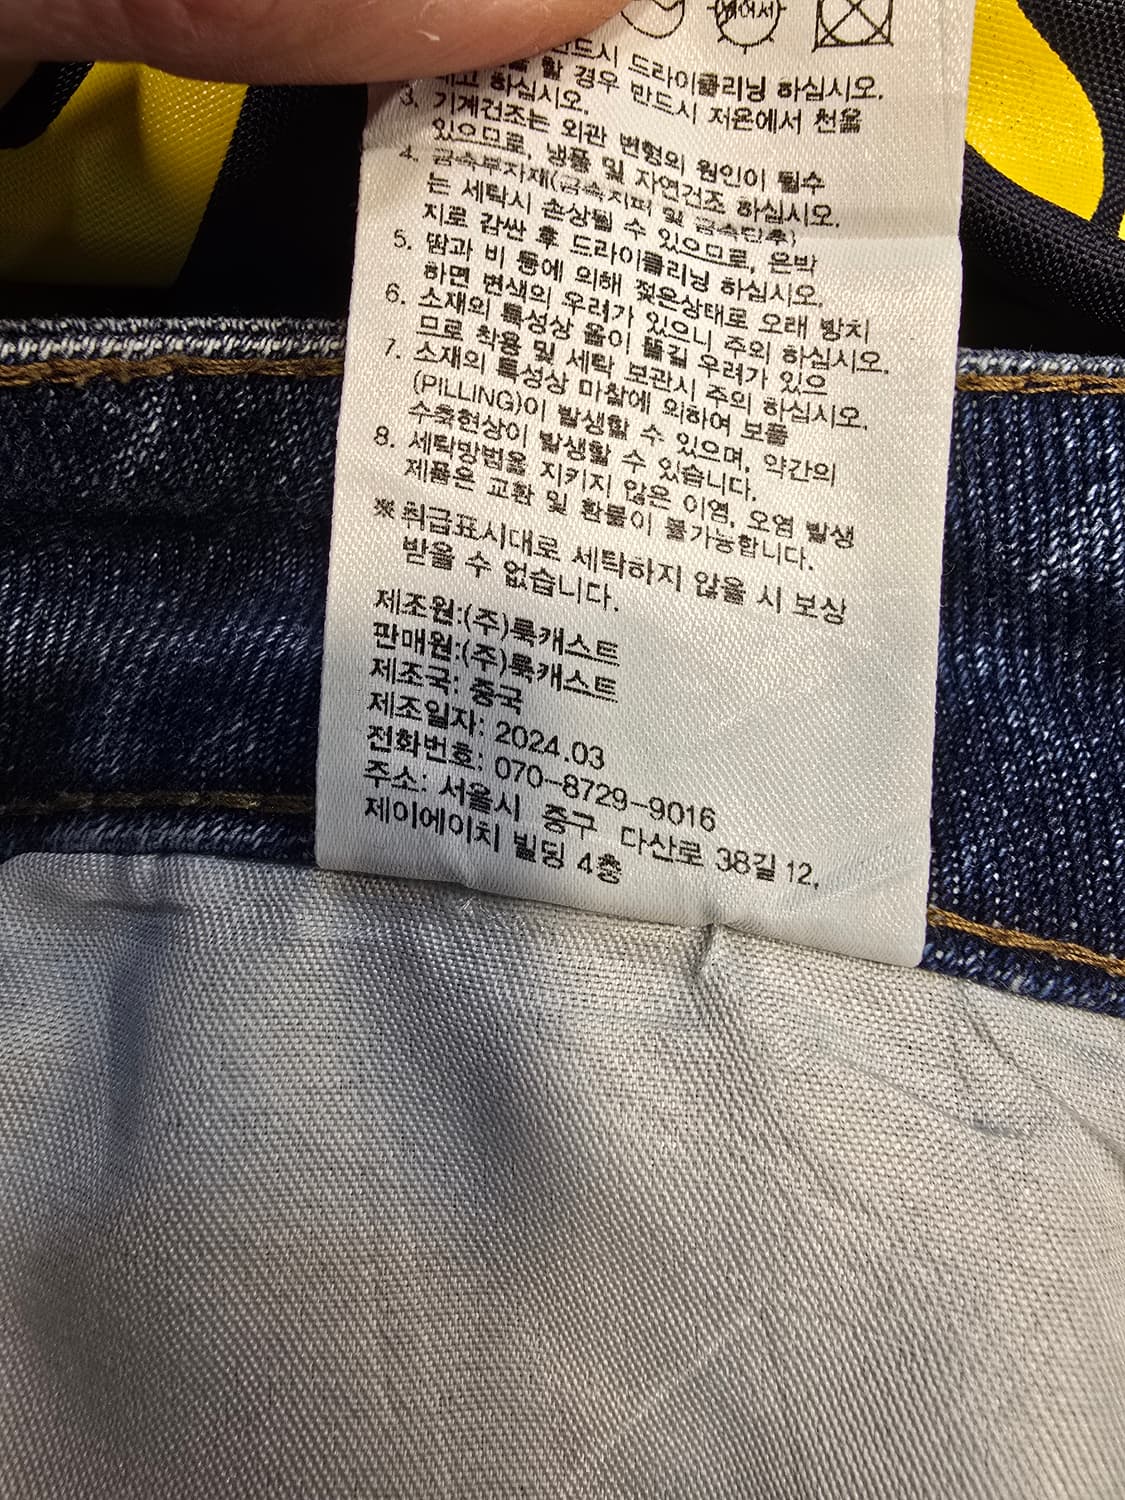 뉘어서
반드시 드라이클리닝 하십시오.
할 경우 반드시 저온에서 천을
대고 하십시오.
3. 기계건조는 외관 변형의 원인이 될수
있으므로, 냉풍 및 자연건조 하십시오.
4. 금속부자재(금속지퍼 및 금속단추)
는 세탁시 손상될 수 있으므로, 은박
지로 감싼 후 드라이클리닝 하십시오.
5. 땀과 비 등에 의해 젖은상태로 오래 방치
하면 변색의 우려가 있으니 주의 하십시오.
6. 소재의 특성상 올이 뜯길 우려가 있으
므로 착용 및 세탁 보관시 주의 하십시오.
7. 소재의 특성상 마찰에 의하여 보풀
(PILLING)이 발생할 수 있으며, 약간의
수축현상이 발생할 수 있습니다.
8. 세탁방법을 지키지 않은 이염, 오염 발생
제품은 교환 및 환불이 불가능합니다.
※ 취급표시대로 세탁하지 않을 시 보상
받을 수 없습니다.
제조원:(주)룩캐스트
판매원:(주)룩캐스트
제조국: 중국
제조일자: 2024.03
전화번호: 070-8729-9016
주소: 서울시 중구 다산로 38길 12,
제이에이치 빌딩 4층